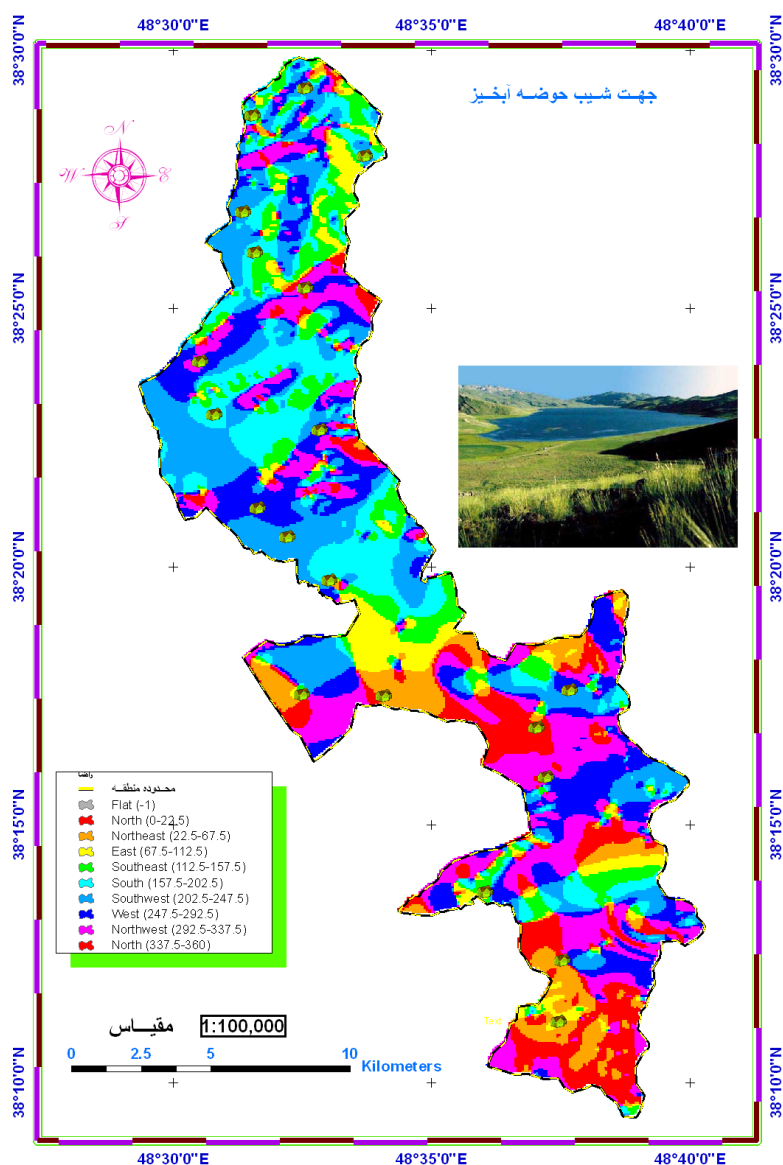 48°30'0"E 48°35'0"E 48°40'0"E
38°30'0"N 38°30'0"N
جهت شیب حوضه آبخیز
N
W E
S
38°25'0"N 38°25'0"N
38°20'0"N 38°20'0"N
راهنما
محدوده منطقه
Flat (-1)
North (0-22.5)
Northeast (22.5-67.5)
East (67.5-112.5)
Southeast (112.5-157.5)
South (157.5-202.5)
Southwest (202.5-247.5)
West (247.5-292.5)
Northwest (292.5-337.5)
North (337.5-360)
38°15'0"N 38°15'0"N
Text
مقیاس 1:100,000
0 2.5 5 10
Kilometers
38°10'0"N 38°10'0"N
48°30'0"E 48°35'0"E 48°40'0"E